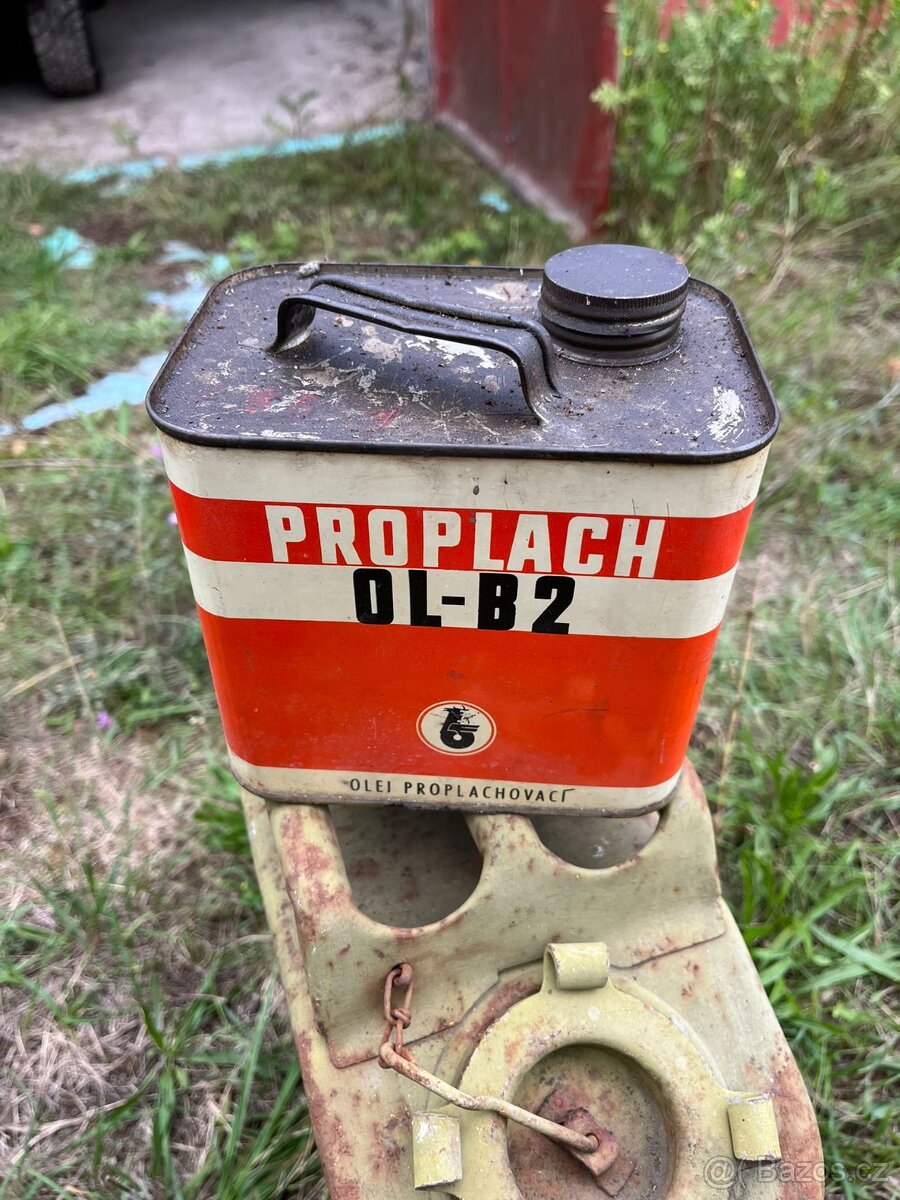 PROPLACH
OL-B2
OLEJ PROPLACHOVACÍ
@ Bazos.cz